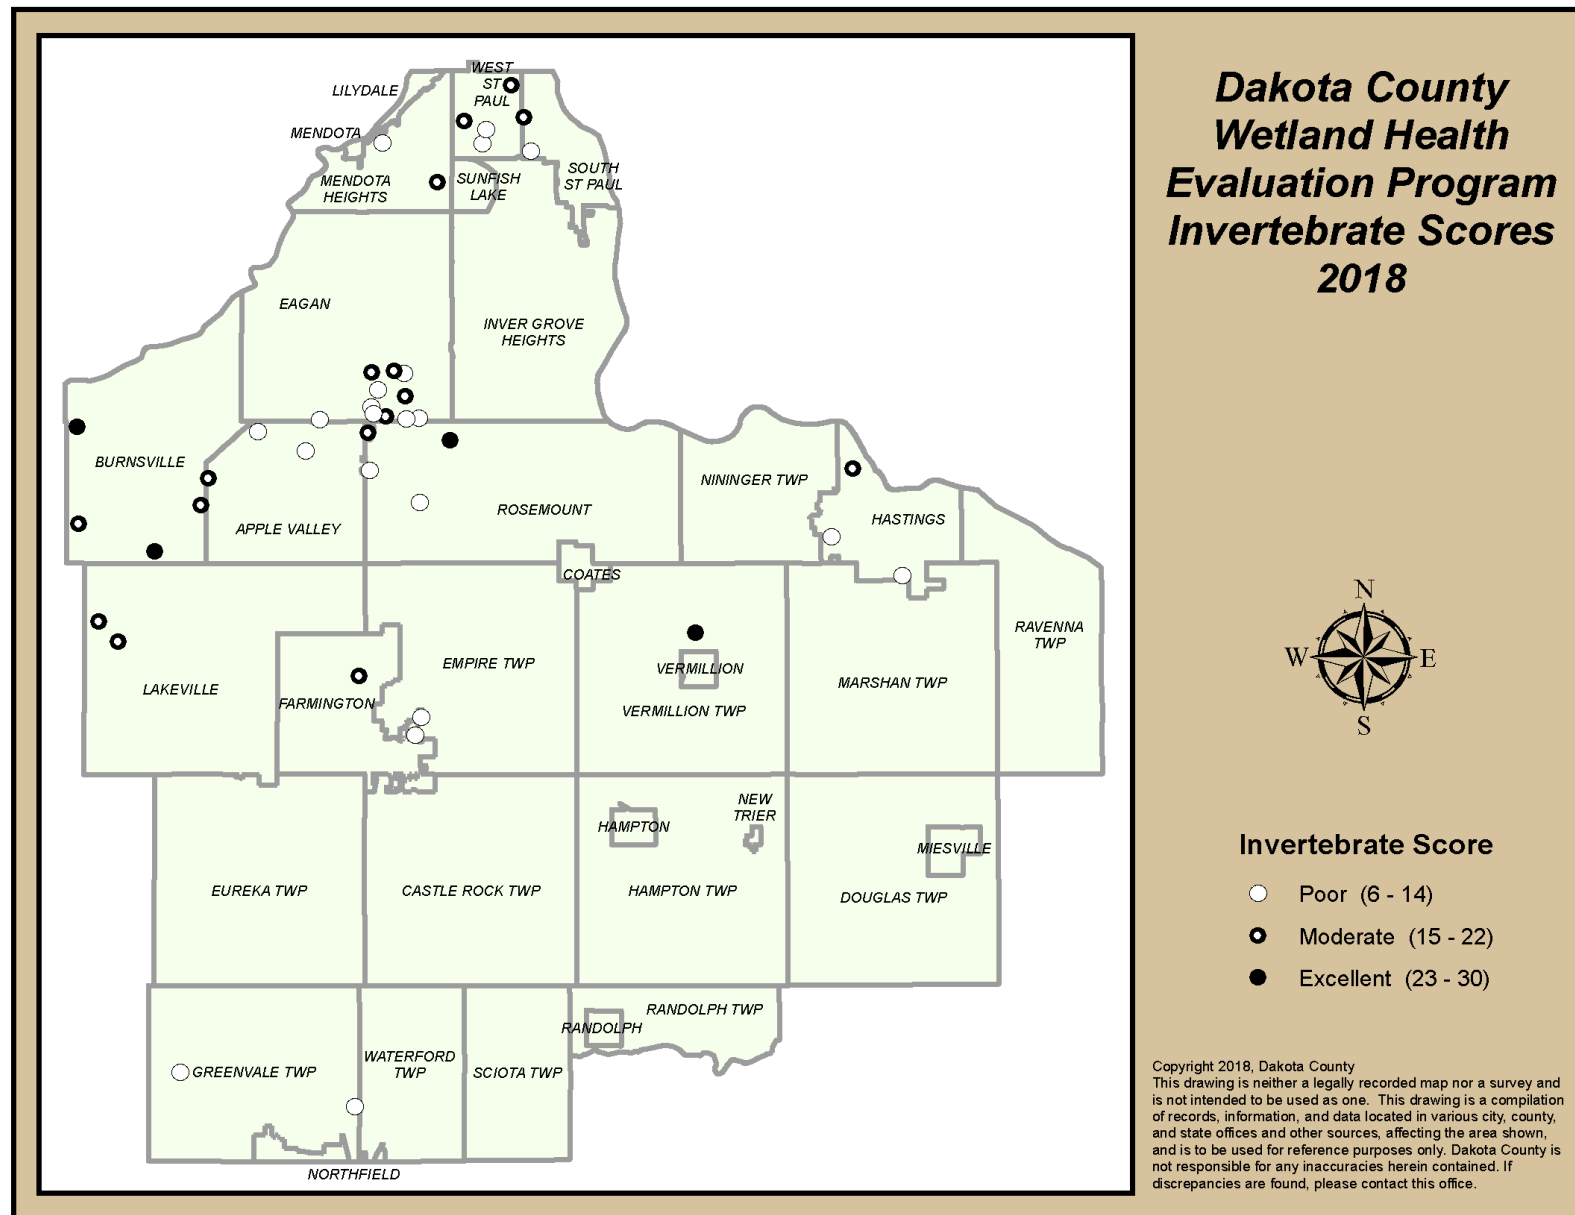 Dakota County
Wetland Health
Evaluation Program
Invertebrate Scores
2018
WEST
ST
PAUL
LILYDALE
MENDOTA
MENDOTA
HEIGHTS
SUNFISH
LAKE
SOUTH
ST PAUL
EAGAN
INVER GROVE
HEIGHTS
BURNSVILLE
APPLE VALLEY
ROSEMOUNT
NININGER TWP
HASTINGS
COATES
RAVENNA
TWP
LAKEVILLE
FARMINGTON
EMPIRE TWP
VERMILLION
VERMILLION TWP
MARSHAN TWP
HAMPTON
NEW
TRIER
MIESVILLE
EUREKA TWP
CASTLE ROCK TWP
HAMPTON TWP
DOUGLAS TWP
RANDOLPH TWP
RANDOLPH
GREENVALE TWP
WATERFORD
TWP
SCIOTA TWP
NORTHFIELD
N
W
E
S
Invertebrate Score
Poor (6 - 14)
Moderate (15 - 22)
Excellent (23 - 30)
Copyright 2018, Dakota County
This drawing is neither a legally recorded map nor a survey and
is not intended to be used as one. This drawing is a compilation
of records, information, and data located in various city, county,
and state offices and other sources, affecting the area shown,
and is to be used for reference purposes only. Dakota County is
not responsible for any inaccuracies herein contained. If
discrepancies are found, please contact this office.